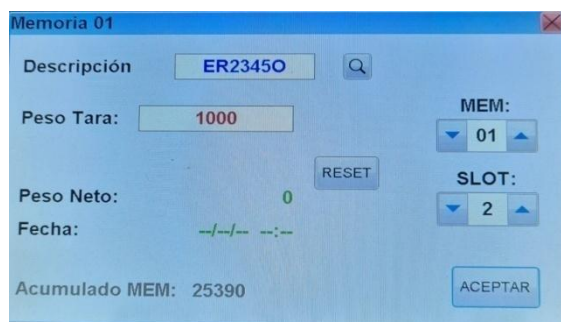 Memoria 01
Descripción ER2345O
Peso Tara: 1000
MEM:
01
RESET
SLOT:
2
Peso Neto: 0
Fecha: --/--/-- --:--
Acumulado MEM: 25390
ACEPTAR